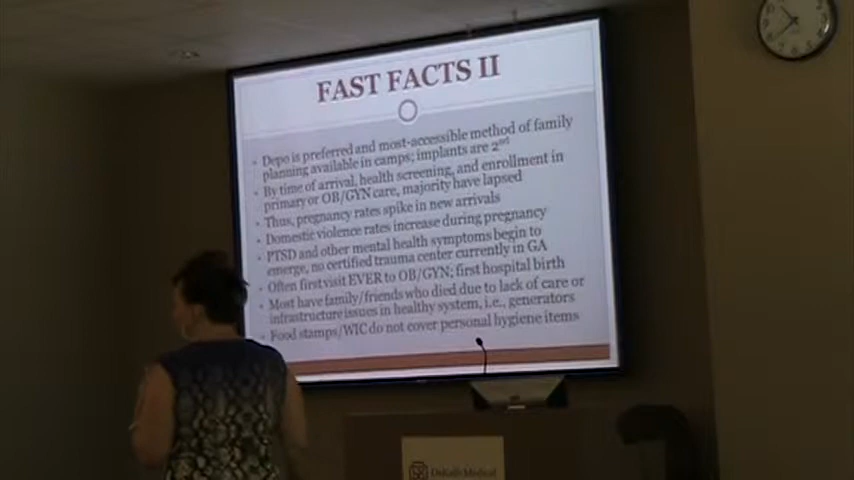 FAST FACTS II
• Depo is preferred and most-accessible method of family
planning available in camps; implants are 2nd
• By time of arrival, health screening, and enrollment in
primary or OB/GYN care, majority have lapsed
• Thus, pregnancy rates spike in new arrivals
• Domestic violence rates increase during pregnancy
• PTSD and other mental health symptoms begin to
emerge, no certified trauma center currently in GA
• Often first visit EVER to OB/GYN; first hospital birth
• Most have family/friends who died due to lack of care or
infrastructure issues in healthy system, i.e., generators
• Food stamps/WIC do not cover personal hygiene items
DeKalb Medical